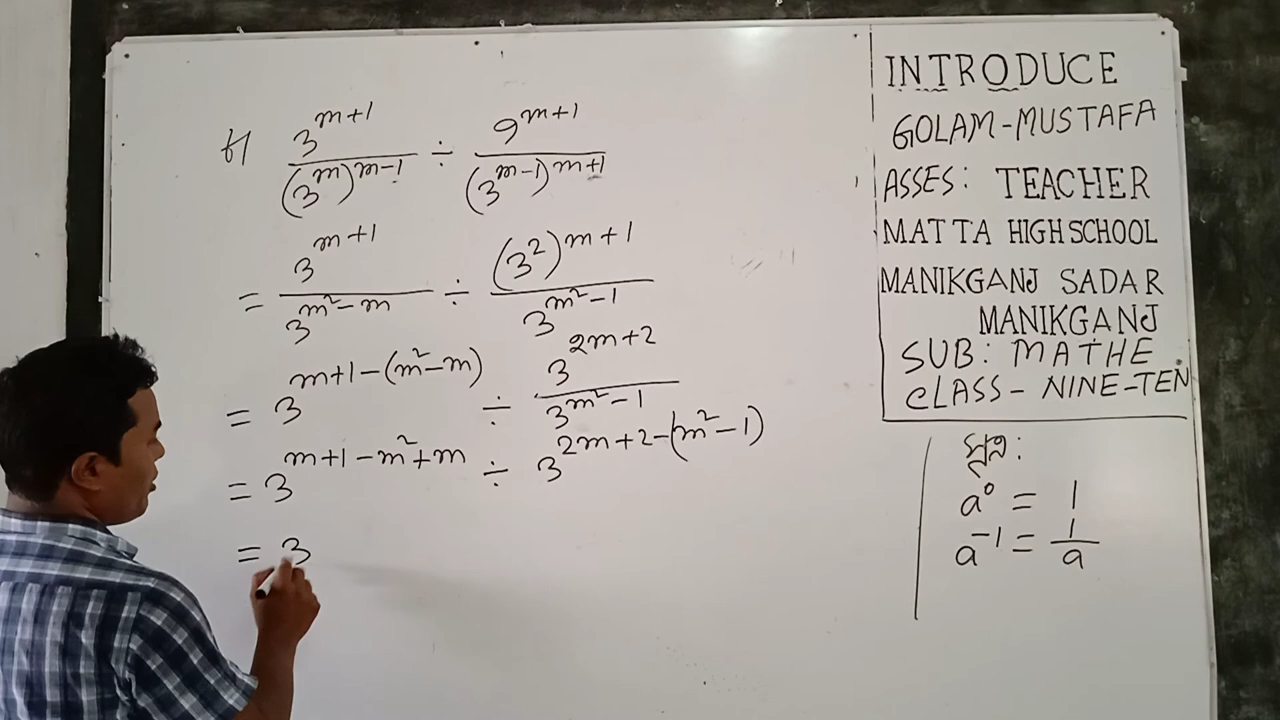 ৮। 3^{m+1}/(3^m)^{m-1} ÷ 9^{m+1}/(3^{m-1})^{m+1}
= 3^{m+1}/3^{m²-m} ÷ (3²)^{m+1}/3^{m²-1}
= 3^{m+1-(m²-m)} ÷ 3^{2m+2}/3^{m²-1}
= 3^{m+1-m²+m} ÷ 3^{2m+2-(m²-1)}
= 3
INTRODUCE
GOLAM-MUSTAFA
ASSES: TEACHER
MATTA HIGH SCHOOL
MANIKGANJ SADAR
MANIKGANJ
SUB: MATHE
CLASS- NINE-TEN
সূত্র:
a⁰ = 1
a⁻¹ = 1/a